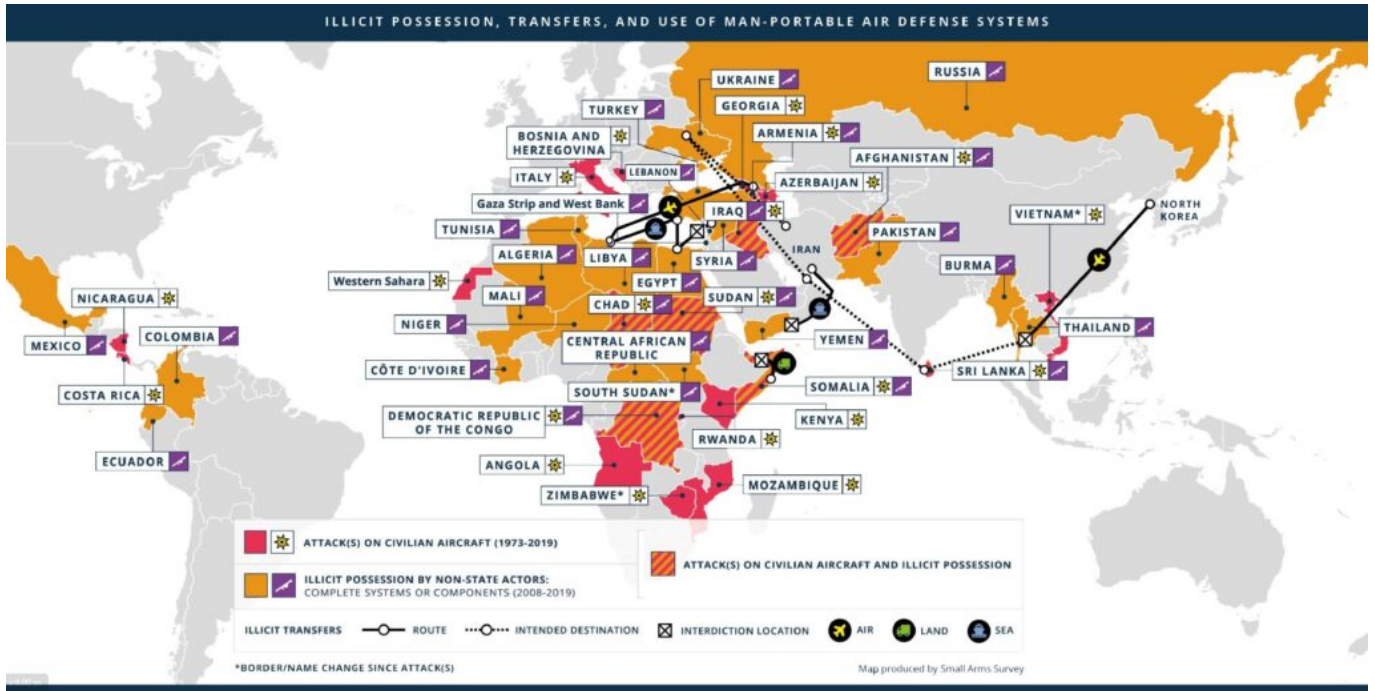 ILLICIT POSSESSION, TRANSFERS, AND USE OF MAN-PORTABLE AIR DEFENSE SYSTEMS
UKRAINE
RUSSIA
TURKEY
GEORGIA
BOSNIA AND
HERZEGOVINA
ARMENIA
AFGHANISTAN
ITALY
LEBANON
AZERBAIJAN
Gaza Strip and West Bank
IRAQ
VIETNAM*
NORTH
KOREA
TUNISIA
PAKISTAN
IRAN
ALGERIA
LIBYA
SYRIA
BURMA
Western Sahara
EGYPT
NICARAGUA
MALI
CHAD
SUDAN
NIGER
THAILAND
MEXICO
COLOMBIA
CENTRAL AFRICAN
REPUBLIC
YEMEN
CÔTE D'IVOIRE
SRI LANKA
COSTA RICA
SOUTH SUDAN*
SOMALIA
DEMOCRATIC REPUBLIC
OF THE CONGO
KENYA
RWANDA
ECUADOR
ANGOLA
ZIMBABWE*
MOZAMBIQUE
ATTACK(S) ON CIVILIAN AIRCRAFT (1973-2019)
ATTACK(S) ON CIVILIAN AIRCRAFT AND ILLICIT POSSESSION
ILLICIT POSSESSION BY NON-STATE ACTORS:
COMPLETE SYSTEMS OR COMPONENTS (2008-2019)
ILLICIT TRANSFERS ROUTE INTENDED DESTINATION INTERDICTION LOCATION AIR LAND SEA
*BORDER/NAME CHANGE SINCE ATTACK(S)
Map produced by Small Arms Survey